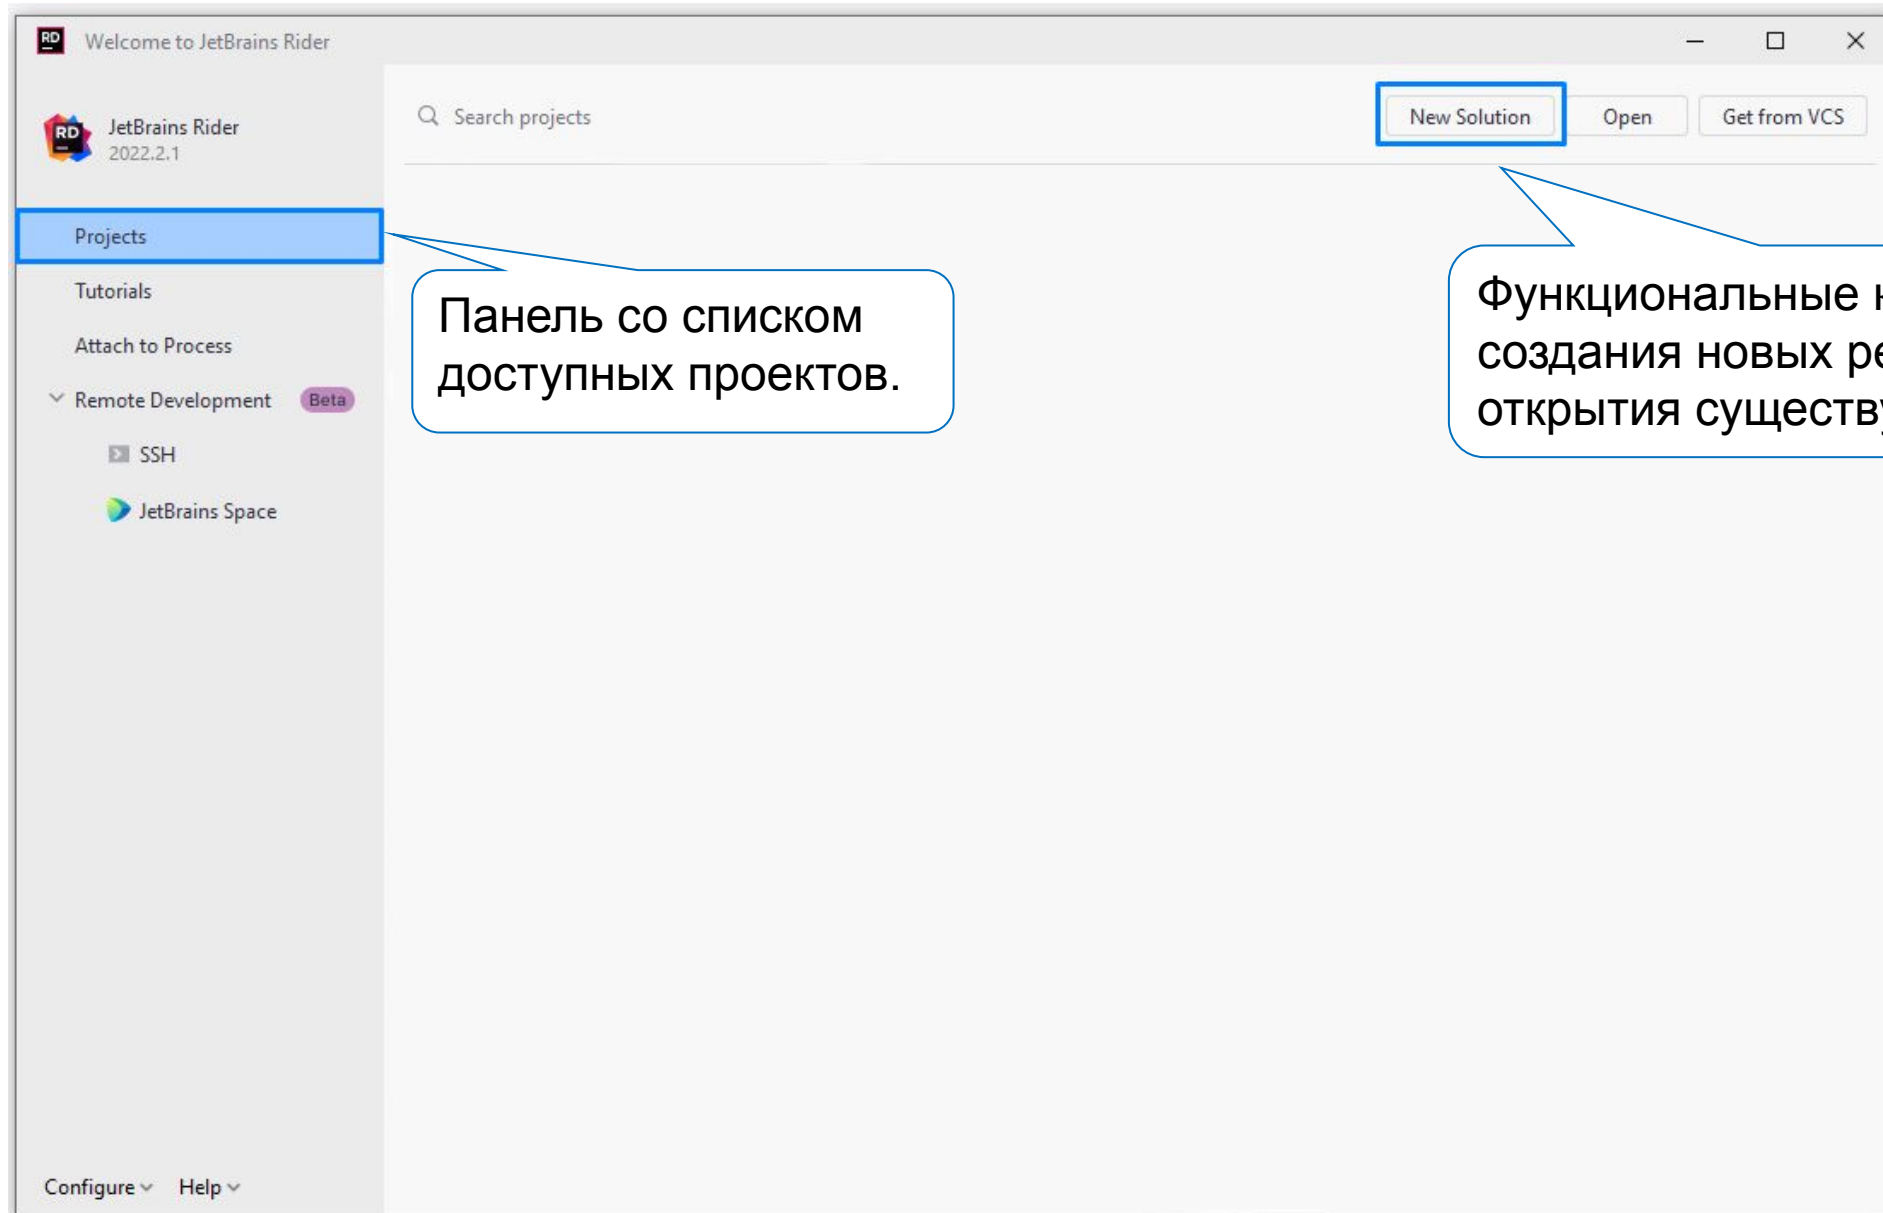 Welcome to JetBrains Rider
JetBrains Rider
2022.2.1
Search projects
New Solution
Open
Get from VCS
Projects
Tutorials
Attach to Process
Remote Development Beta
SSH
JetBrains Space
Панель со списком
доступных проектов.
Функциональные
создания новых
открытия
Configure
Help